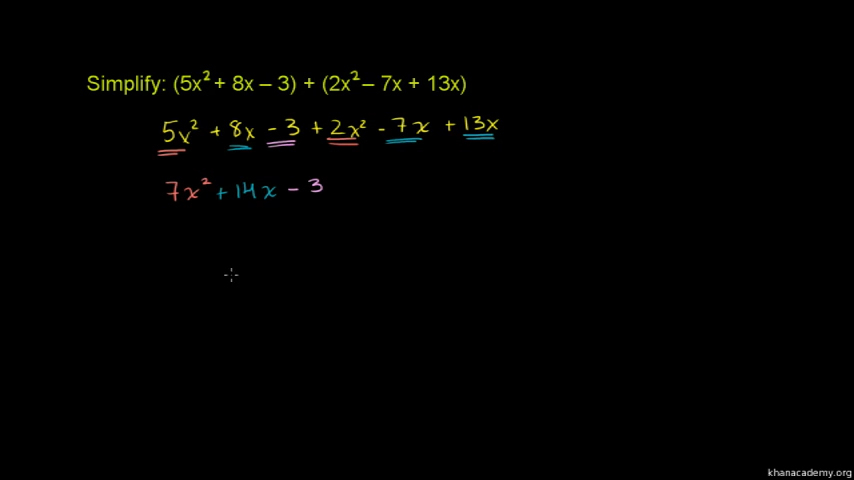 Simplify: (5x² + 8x – 3) + (2x² – 7x + 13x)
5x² + 8x - 3 + 2x² - 7x + 13x
7x² + 14x - 3
khanacademy.org